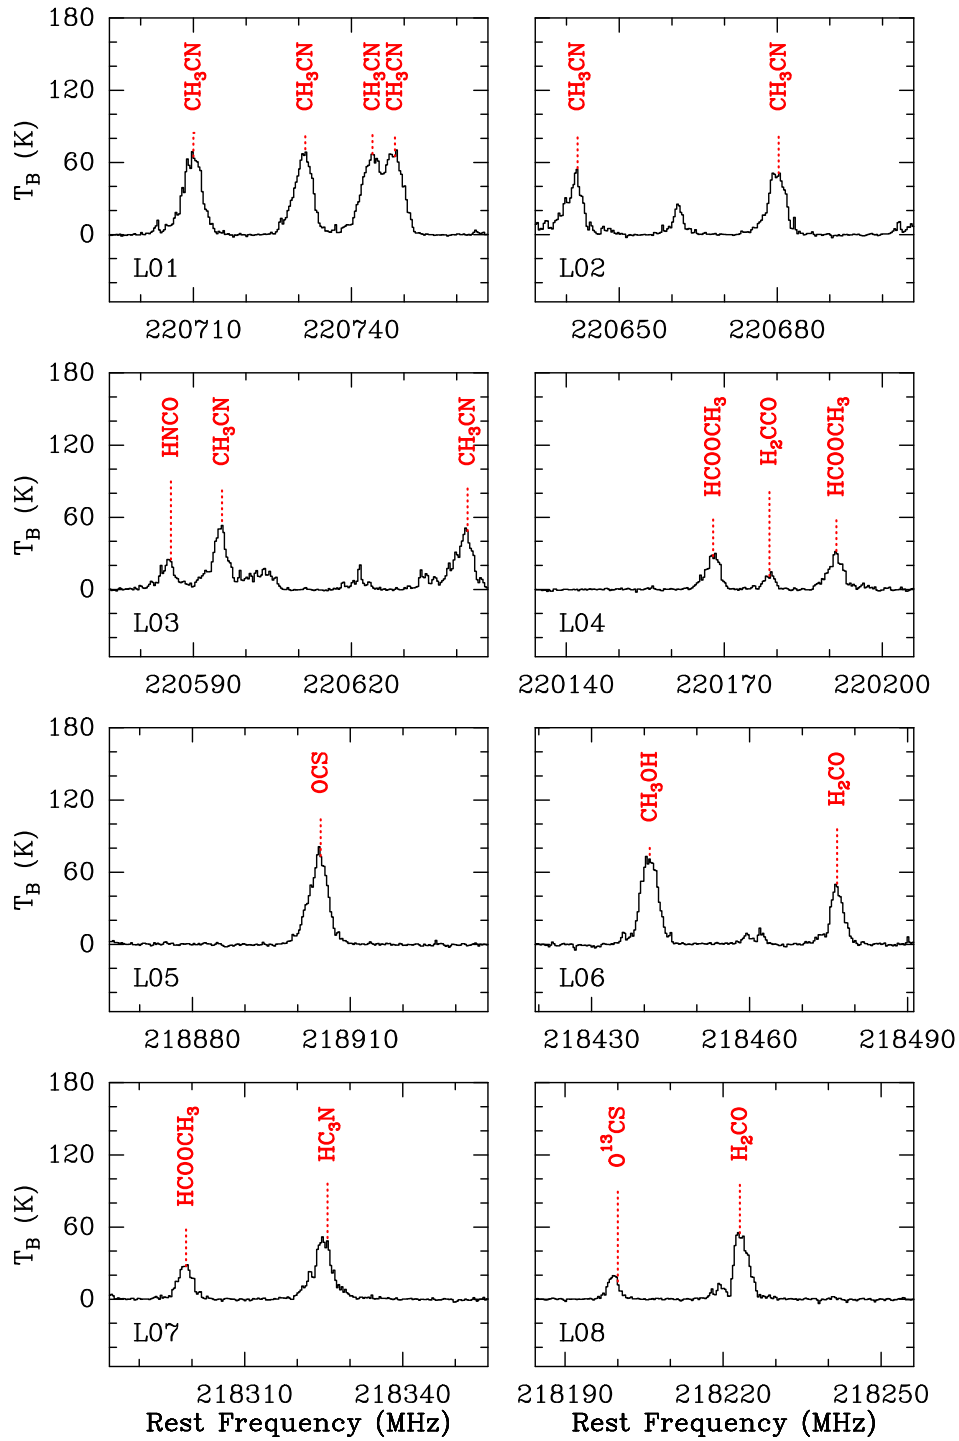 180
120
60
0
T_B (K)
CH₃CN
CH₃CN
CH₃CN
CH₃CN
L01
220710
220740
CH₃CN
CH₃CN
L02
220650
220680
180
120
60
0
T_B (K)
HNCO
CH₃CN
CH₃CN
L03
220590
220620
HCOOCH₃
H₂CCO
HCOOCH₃
L04
220140
220170
220200
180
120
60
0
T_B (K)
OCS
L05
218880
218910
CH₃OH
H₂CO
L06
218430
218460
218490
180
120
60
0
T_B (K)
HCOOCH₃
HC₃N
L07
218310
218340
Rest Frequency (MHz)
O¹³CS
H₂CO
L08
218190
218220
218250
Rest Frequency (MHz)